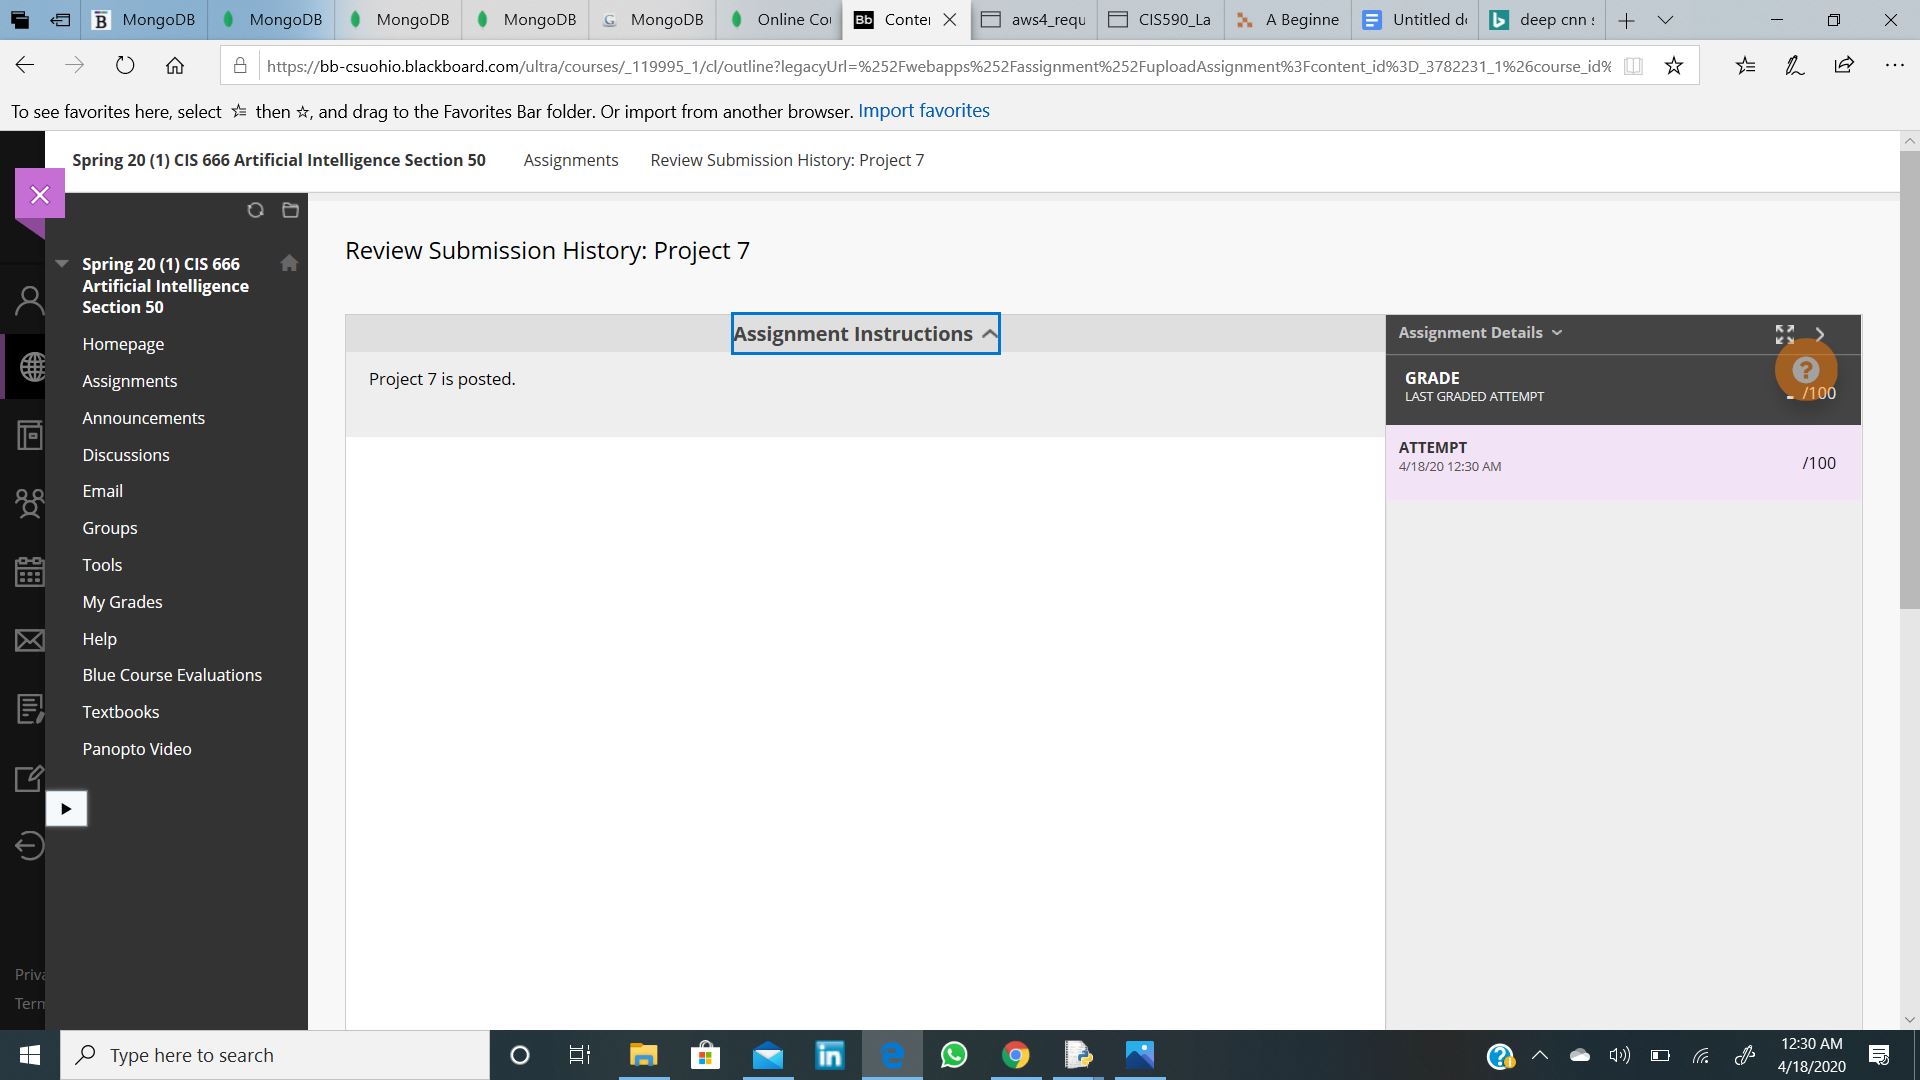 MongoDB
MongoDB
MongoDB
MongoDB
MongoDB
Online Cou
Bb Conter
aws4_requ
CIS590_La
A Beginne
Untitled do
deep cnn s
https://bb-csuohio.blackboard.com/ultra/courses/_119995_1/cl/outline?legacyUrl=%252Fwebapps%252Fassignment%252FuploadAssignment%3Fcontent_id%3D_3782231_1%26course_id%
To see favorites here, select then ☆, and drag to the Favorites Bar folder. Or import from another browser. Import favorites
Spring 20 (1) CIS 666 Artificial Intelligence Section 50
Assignments
Review Submission History: Project 7
Spring 20 (1) CIS 666
Artificial Intelligence
Section 50
Homepage
Assignments
Announcements
Discussions
Email
Groups
Tools
My Grades
Help
Blue Course Evaluations
Textbooks
Panopto Video
Priva
Term
Review Submission History: Project 7
Assignment Instructions
Project 7 is posted.
Assignment Details
GRADE
LAST GRADED ATTEMPT
- /100
ATTEMPT
4/18/20 12:30 AM
/100
Type here to search
12:30 AM
4/18/2020